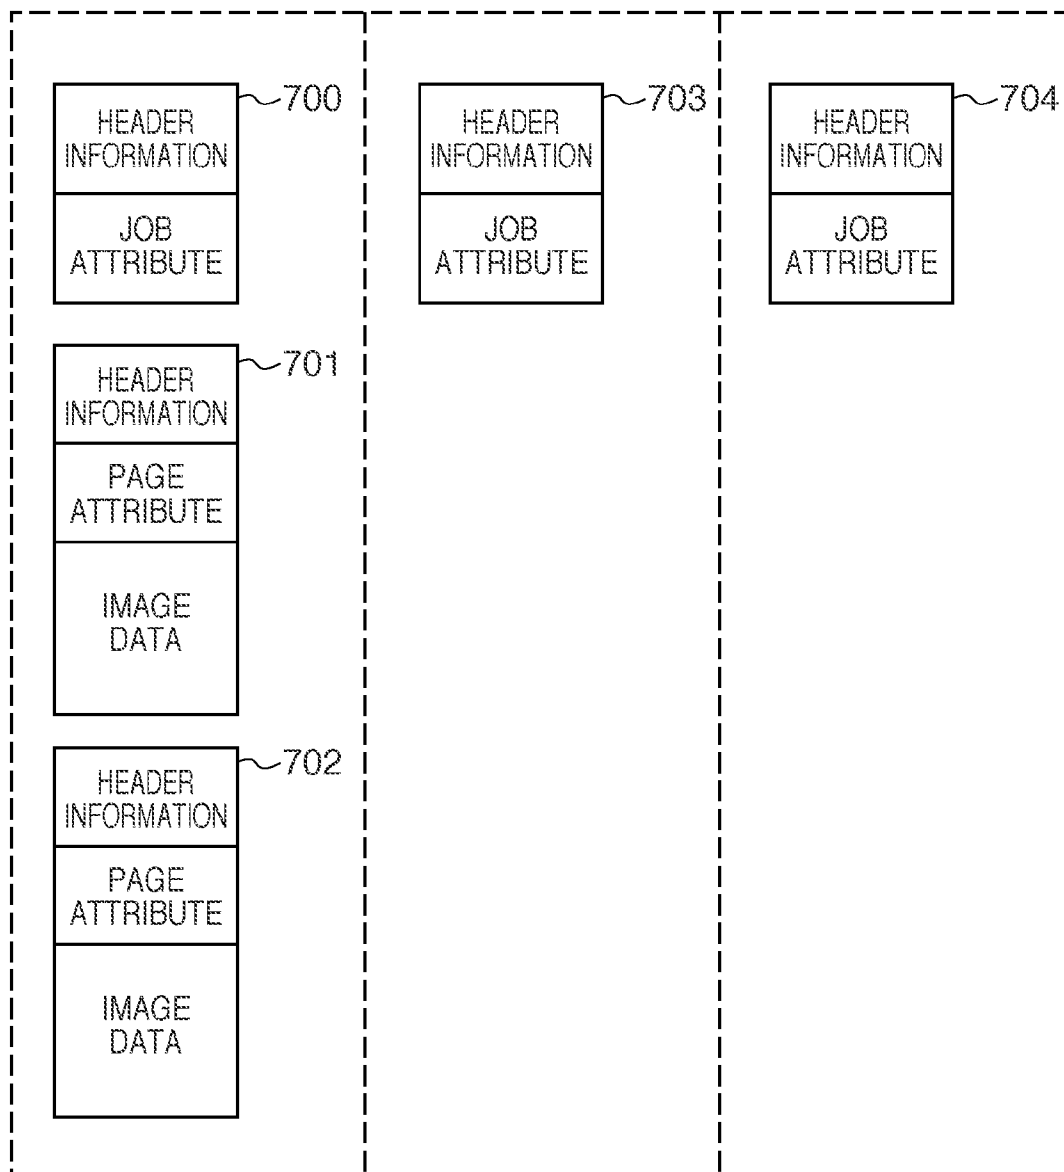 HEADER
INFORMATION
JOB
ATTRIBUTE
700
HEADER
INFORMATION
PAGE
ATTRIBUTE
IMAGE
DATA
701
HEADER
INFORMATION
PAGE
ATTRIBUTE
IMAGE
DATA
702
HEADER
INFORMATION
JOB
ATTRIBUTE
703
HEADER
INFORMATION
JOB
ATTRIBUTE
704